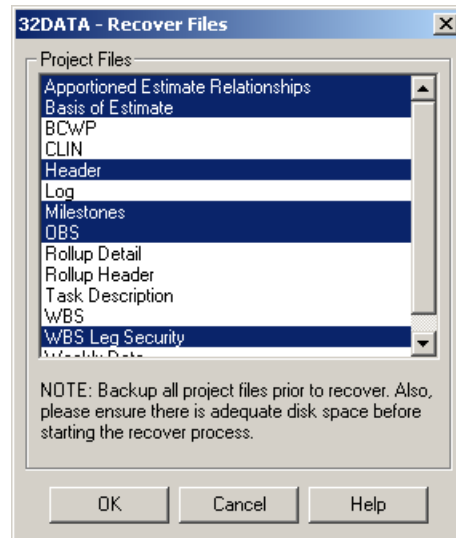 32DATA - Recover Files
Project Files
Apportioned Estimate Relationships
Basis of Estimate
BCWP
CLIN
Header
Log
Milestones
OBS
Rollup Detail
Rollup Header
Task Description
WBS
WBS Leg Security
NOTE: Backup all project files prior to recover. Also,
please ensure there is adequate disk space before
starting the recover process.
OK Cancel Help